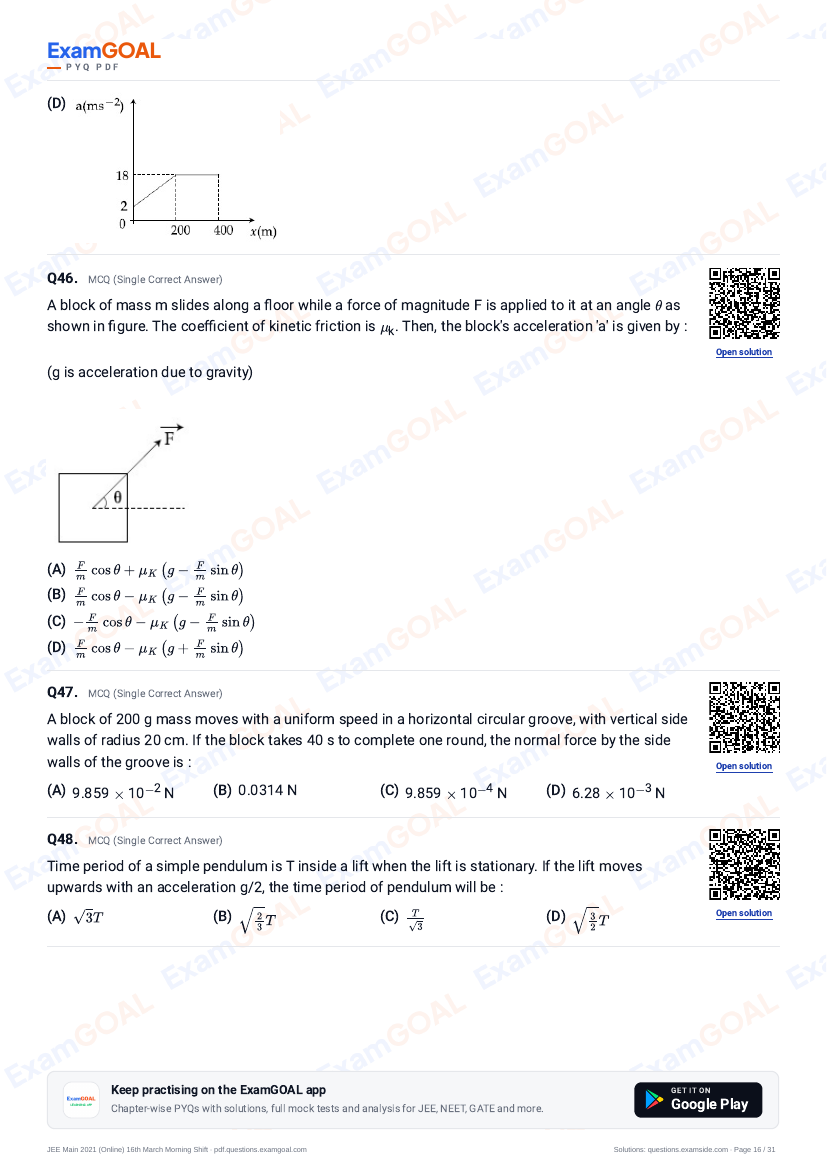 ExamGOAL
PYQ PDF
(D) a(ms⁻²)
18
2
0
200 400 x(m)
Q46. MCQ (Single Correct Answer)
A block of mass m slides along a floor while a force of magnitude F is applied to it at an angle θ as
shown in figure. The coefficient of kinetic friction is μₖ. Then, the block's acceleration 'a' is given by :
Open solution
(g is acceleration due to gravity)
F
θ
(A) F/m cos θ + μ_K (g − F/m sin θ)
(B) F/m cos θ − μ_K (g − F/m sin θ)
(C) −F/m cos θ − μ_K (g − F/m sin θ)
(D) F/m cos θ − μ_K (g + F/m sin θ)
Q47. MCQ (Single Correct Answer)
A block of 200 g mass moves with a uniform speed in a horizontal circular groove, with vertical side
walls of radius 20 cm. If the block takes 40 s to complete one round, the normal force by the side
walls of the groove is :
Open solution
(A) 9.859 × 10⁻² N (B) 0.0314 N (C) 9.859 × 10⁻⁴ N (D) 6.28 × 10⁻³ N
Q48. MCQ (Single Correct Answer)
Time period of a simple pendulum is T inside a lift when the lift is stationary. If the lift moves
upwards with an acceleration g/2, the time period of pendulum will be :
Open solution
(A) √3T (B) √(2/3) T (C) T/√3 (D) √(3/2) T
Keep practising on the ExamGOAL app
Chapter-wise PYQs with solutions, full mock tests and analysis for JEE, NEET, GATE and more.
GET IT ON
Google Play
JEE Main 2021 (Online) 16th March Morning Shift · pdf.questions.examgoal.com
Solutions: questions.examside.com · Page 16 / 31